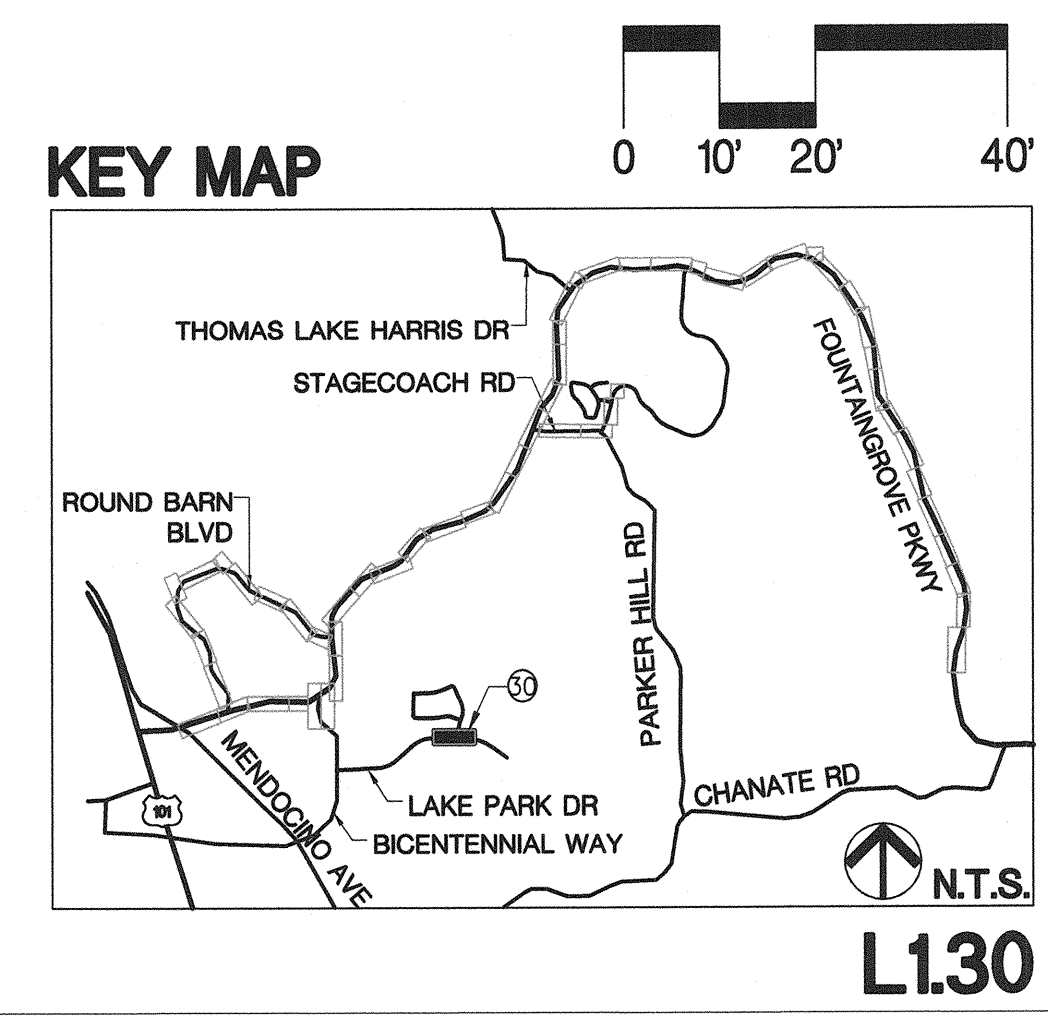 0 10' 20' 40'
KEY MAP
THOMAS LAKE HARRIS DR
STAGECOACH RD
FOUNTAINGROVE PKWY
ROUND BARN
BLVD
PARKER HILL RD
30
MENDOCINO AVE
CHANATE RD
LAKE PARK DR
101
BICENTENNIAL WAY
N.T.S.
L1.30